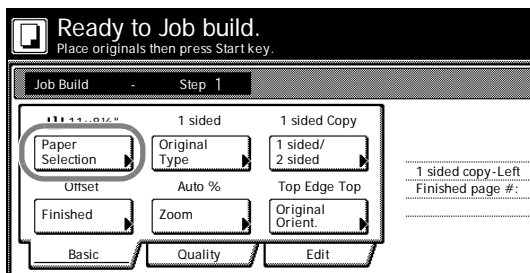 Ready to Job build.
Place originals then press Start key.
Job Build - Step 1
11x8½" 1 sided 1 sided Copy
Paper Selection
Original Type
1 sided/
2 sided
Offset Auto % Top Edge Top
Finished
Zoom
Original
Orient.
1 sided copy-Left
Finished page #:
Basic Quality Edit